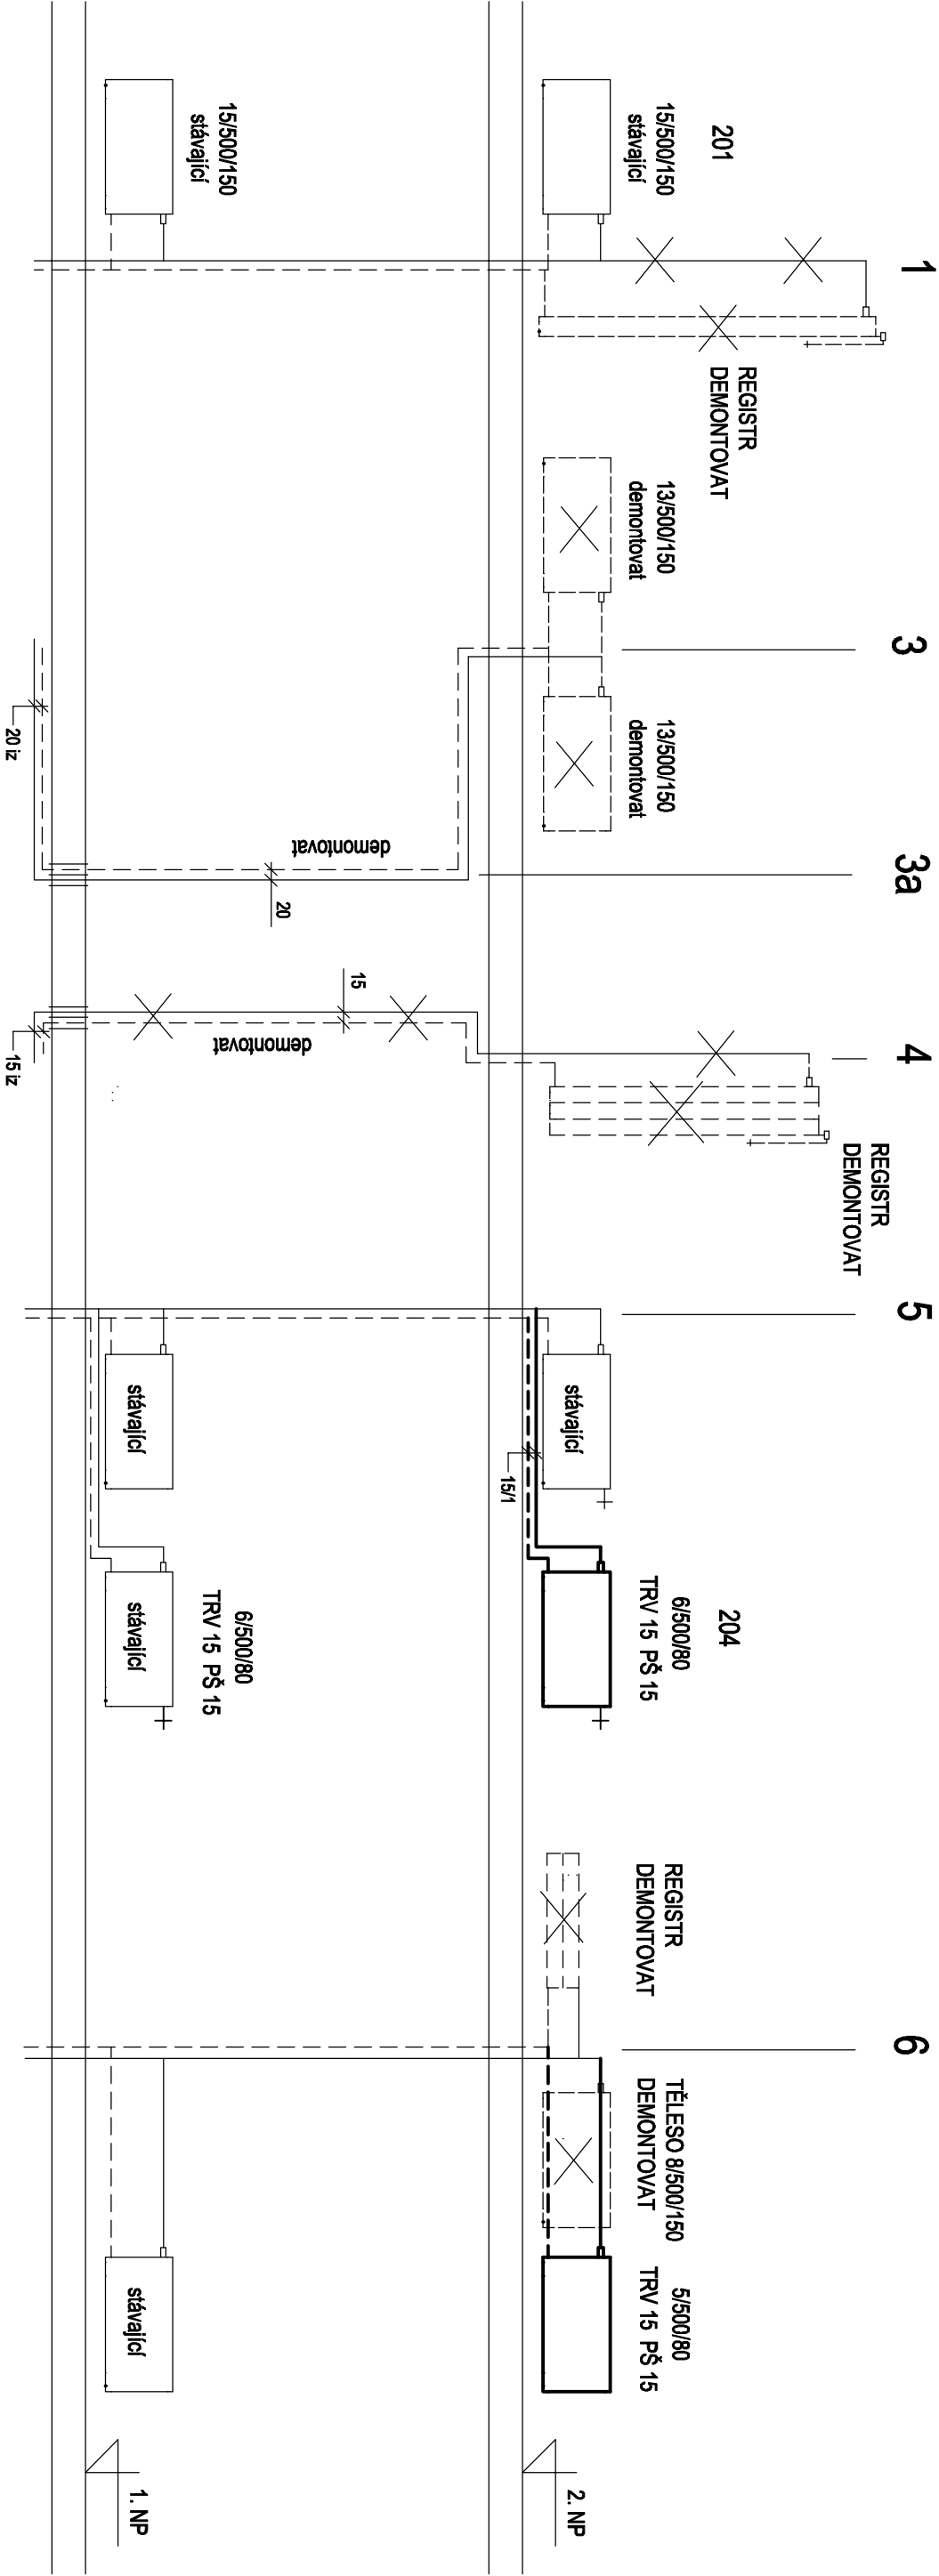 1
3
3a
4
5
6
201
15/500/150
stávající
REGISTR
DEMONTOVAT
13/500/150
demontovat
13/500/150
demontovat
REGISTR
DEMONTOVAT
stávající
15/1
204
6/500/80
TRV 15 PŠ 15
REGISTR
DEMONTOVAT
TĚLESO 8/500/150
DEMONTOVAT
5/500/80
TRV 15 PŠ 15
2. NP
15/500/150
stávající
demontovat
20
20 iz
15
demontovat
15 iz
stávající
6/500/80
TRV 15 PŠ 15
stávající
stávající
1. NP